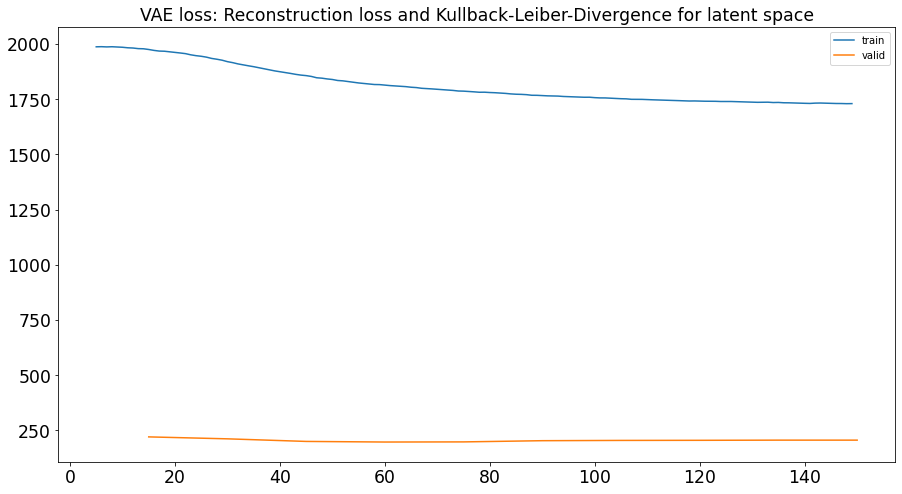 VAE loss: Reconstruction loss and Kullback-Leiber-Divergence for latent space
train
valid
2000
1750
1500
1250
1000
750
500
250
0 20 40 60 80 100 120 140